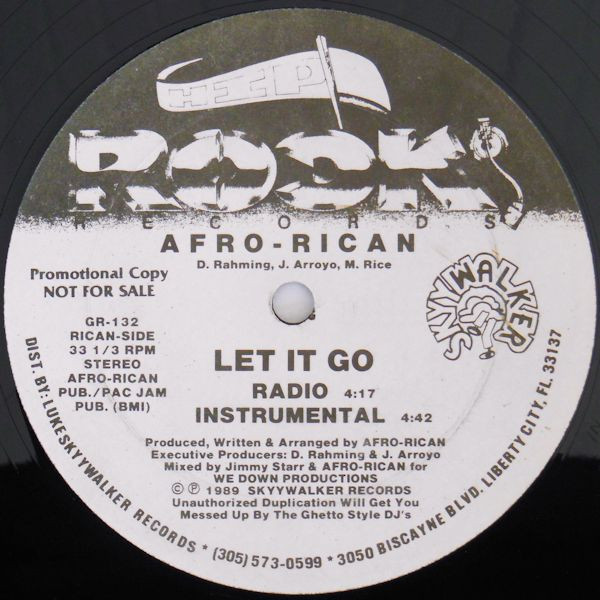 HEEP
ROCK
RECORDS
AFRO-RICAN
D. Rahming, J. Arroyo, M. Rice
Promotional Copy
NOT FOR SALE
SKYYWALKER
GR-132
RICAN-SIDE
33 1/3 RPM
STEREO
AFRO-RICAN
PUB./PAC JAM
PUB. (BMI)
LET IT GO
RADIO 4:17
INSTRUMENTAL 4:42
Produced, Written & Arranged by AFRO-RICAN
Executive Producers: D. Rahming & J. Arroyo
Mixed by Jimmy Starr & AFRO-RICAN for
WE DOWN PRODUCTIONS
© ℗ 1989 SKYYWALKER RECORDS
Unauthorized Duplication Will Get You
Messed Up By The Ghetto Style DJ's
DIST. BY: LUKESKYYWALKER RECORDS * (305) 573-0599 * 3050 BISCAYNE BLVD. LIBERTY CITY, FL 33137